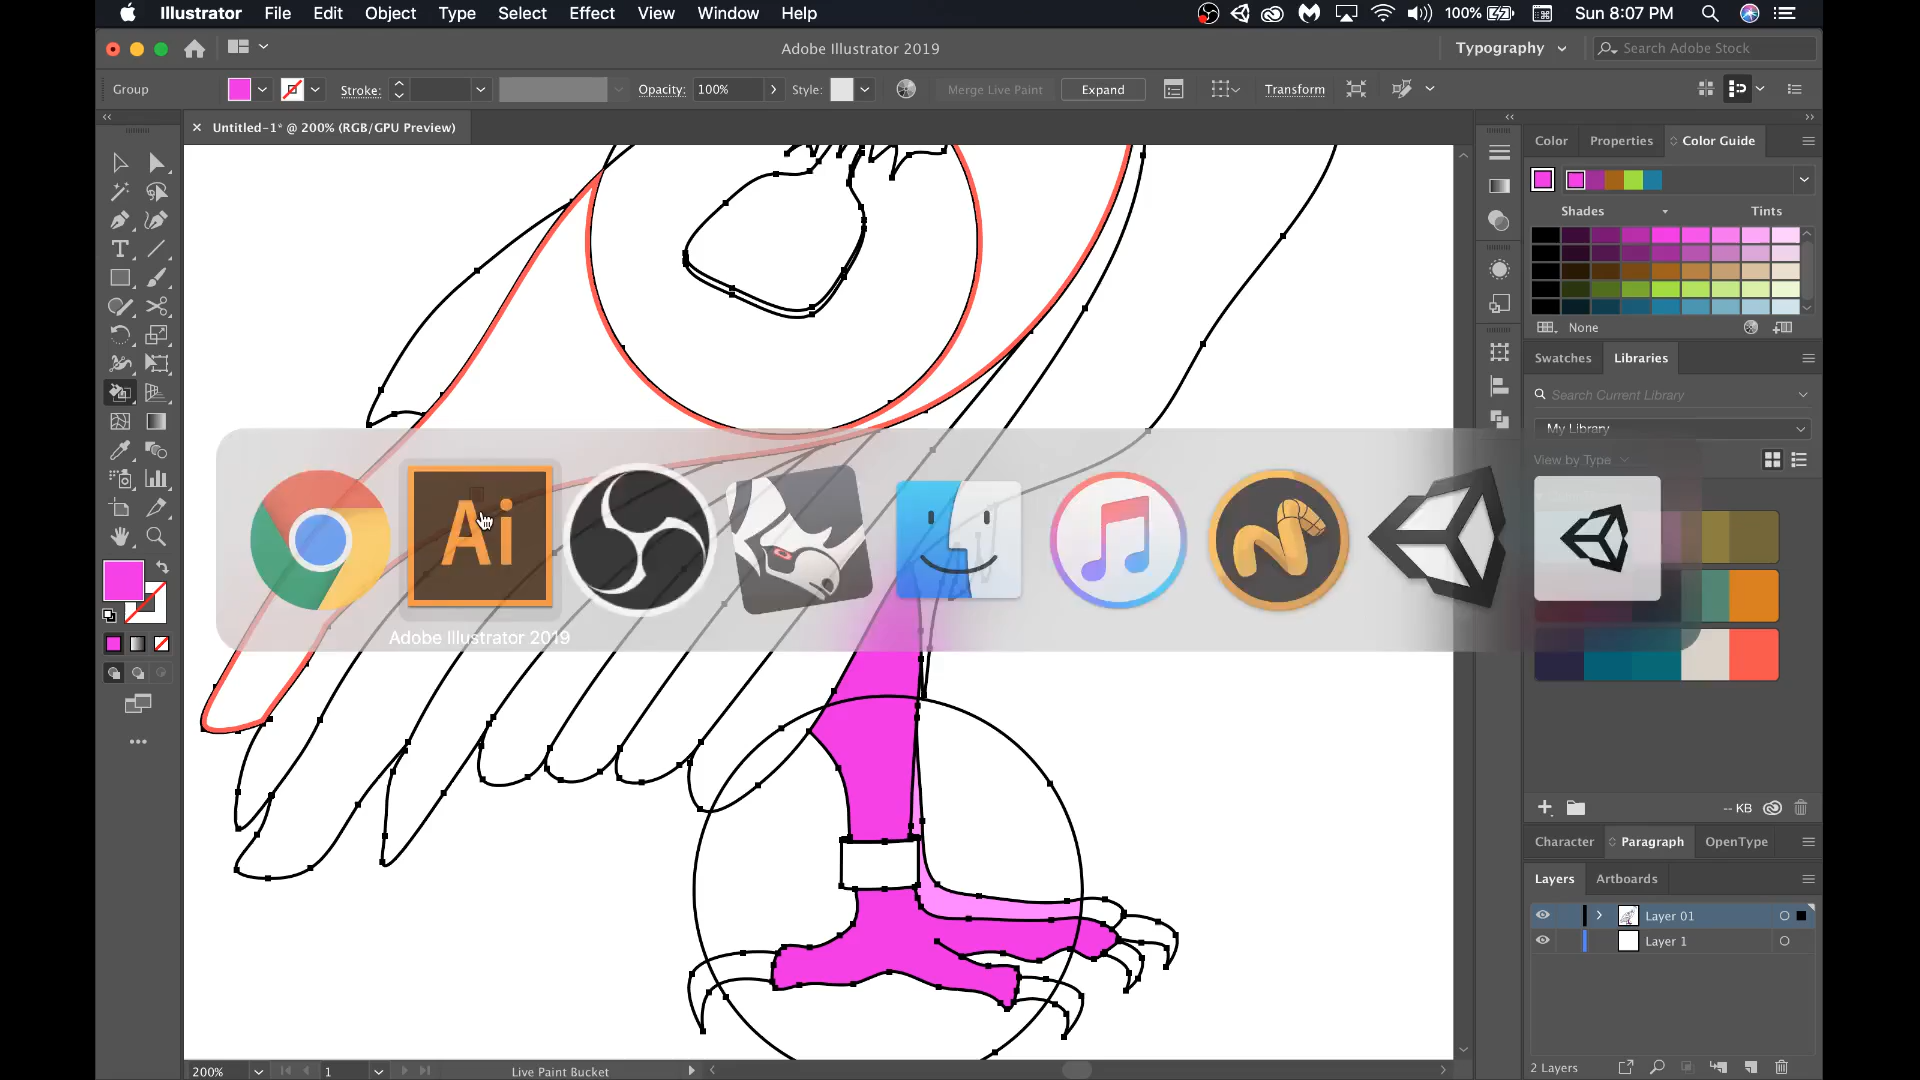 Illustrator File Edit Object Type Select Effect View Window Help 100% Sun 8:07 PM
Adobe Illustrator 2019 Typography Search Adobe Stock
Group Stroke: Opacity: 100% Style: Merge Live Paint Expand Transform
Untitled-1* @ 200% (RGB/GPU Preview)
Color Properties Color Guide
Shades Tints
None
Swatches Libraries
Search Current Library
My Library
View by Type
Ai
Adobe Illustrator 2019
-- KB
Character Paragraph OpenType
Layers Artboards
Layer 01
Layer 1
200% 1 Live Paint Bucket 2 Layers